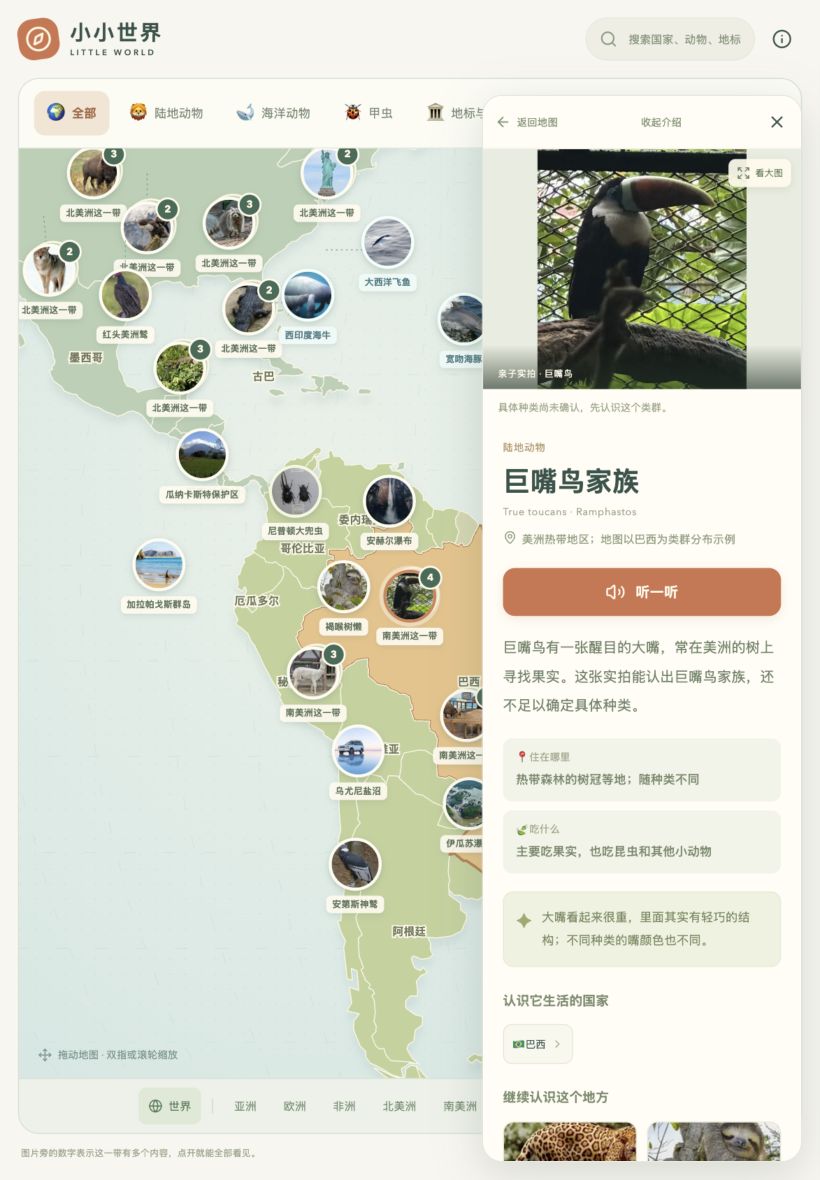 小小世界
LITTLE WORLD
搜索国家、动物、地标
全部
陆地动物
海洋动物
甲虫
地标与
返回地图
收起介绍
看大图
亲子实拍 · 巨嘴鸟
具体种类尚未确认，先认识这个类群。
陆地动物
巨嘴鸟家族
True toucans · Ramphastos
美洲热带地区；地图以巴西为类群分布示例
听一听
巨嘴鸟有一张醒目的大嘴，常在美洲的树上
寻找果实。这张实拍能认出巨嘴鸟家族，还
不足以确定具体种类。
住在哪里
热带森林的树冠等地；随种类不同
吃什么
主要吃果实，也吃昆虫和其他小动物
大嘴看起来很重，里面其实有轻巧的结
构；不同种类的嘴颜色也不同。
认识它生活的国家
巴西
继续认识这个地方
3
北美洲这一带
2
北美洲这一带
2
北美洲这一带
3
北美洲这一带
2
北美洲这一带
大西洋飞鱼
红头美洲鹫
2
北美洲这一带
西印度海牛
宽吻海豚
墨西哥
3
北美洲这一带
古巴
瓜纳卡斯特保护区
尼普顿大兜虫
委内瑞
安赫尔瀑布
哥伦比亚
加拉帕戈斯群岛
厄瓜多尔
褐喉树懒
4
南美洲这一带
秘
3
南美洲这一带
巴西
南美洲这一
乌尤尼盐沼
维亚
伊瓜苏瀑
安第斯神鹫
阿根廷
拖动地图 · 双指或滚轮缩放
世界
亚洲
欧洲
非洲
北美洲
南美洲
图片旁的数字表示这一带有多个内容，点开就能全部看见。